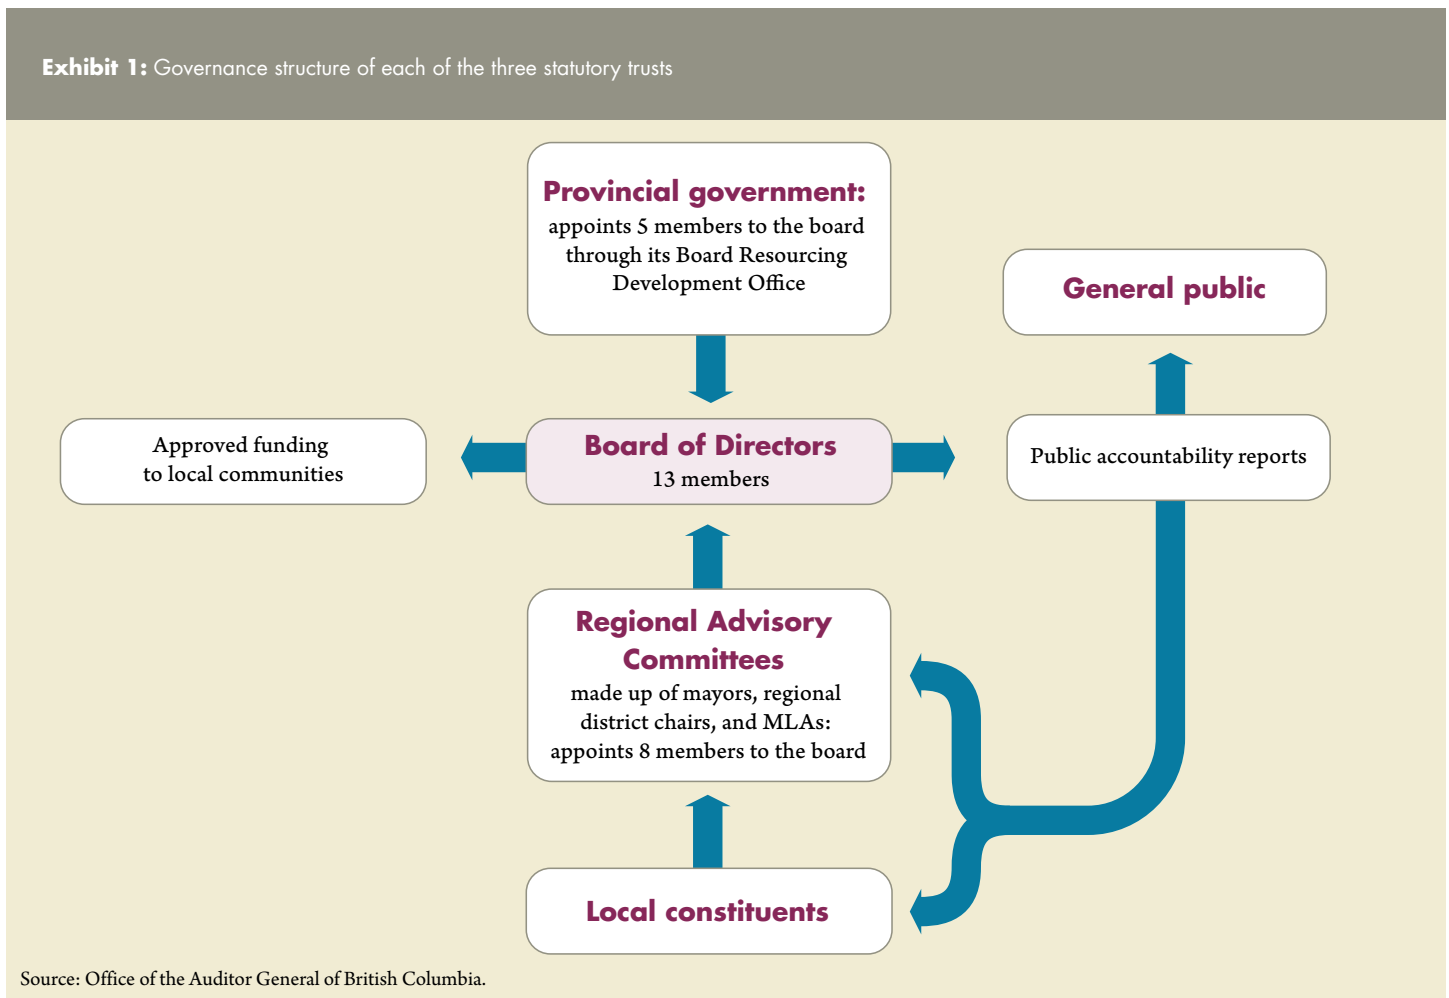 Exhibit 1: Governance structure of each of the three statutory trusts
Provincial government:
appoints 5 members to the board
through its Board Resourcing
Development Office
General public
Approved funding
to local communities
Board of Directors
13 members
Public accountability reports
Regional Advisory
Committees
made up of mayors, regional
district chairs, and MLAs:
appoints 8 members to the board
Local constituents
Source: Office of the Auditor General of British Columbia.